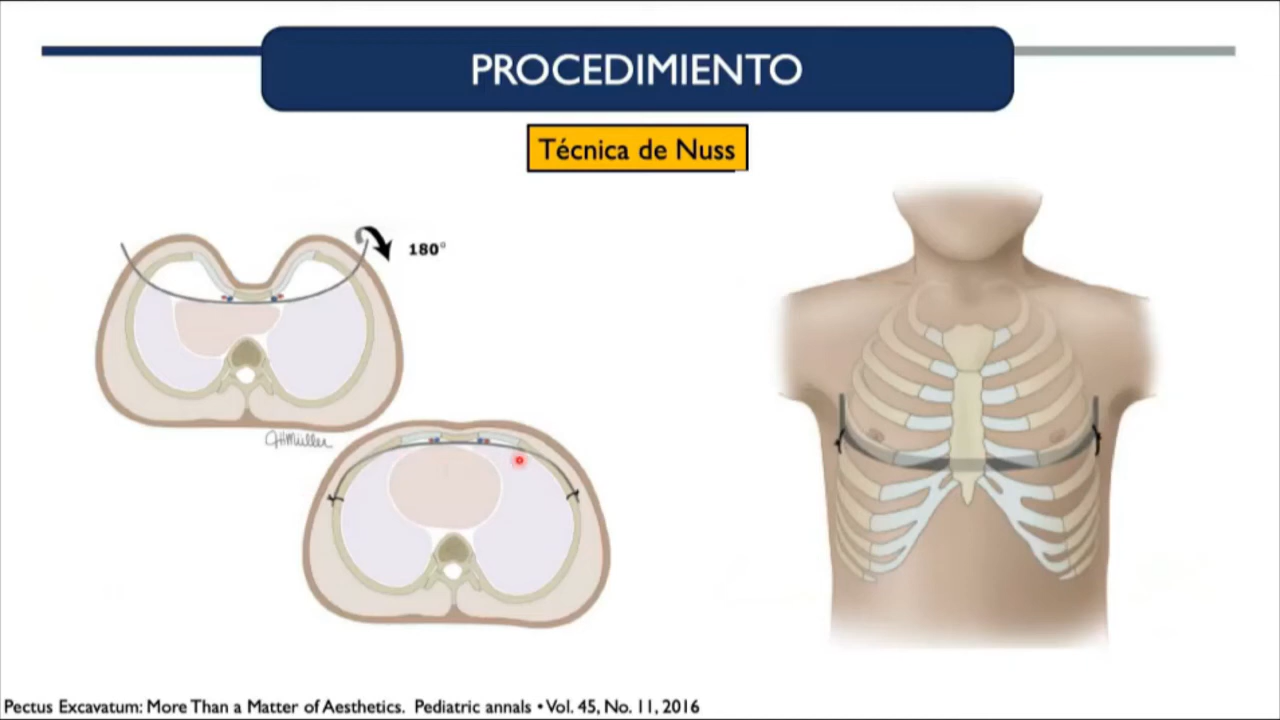 PROCEDIMIENTO
Técnica de Nuss
180°
JHMüller
Pectus Excavatum: More Than a Matter of Aesthetics. Pediatric annals • Vol. 45, No. 11, 2016